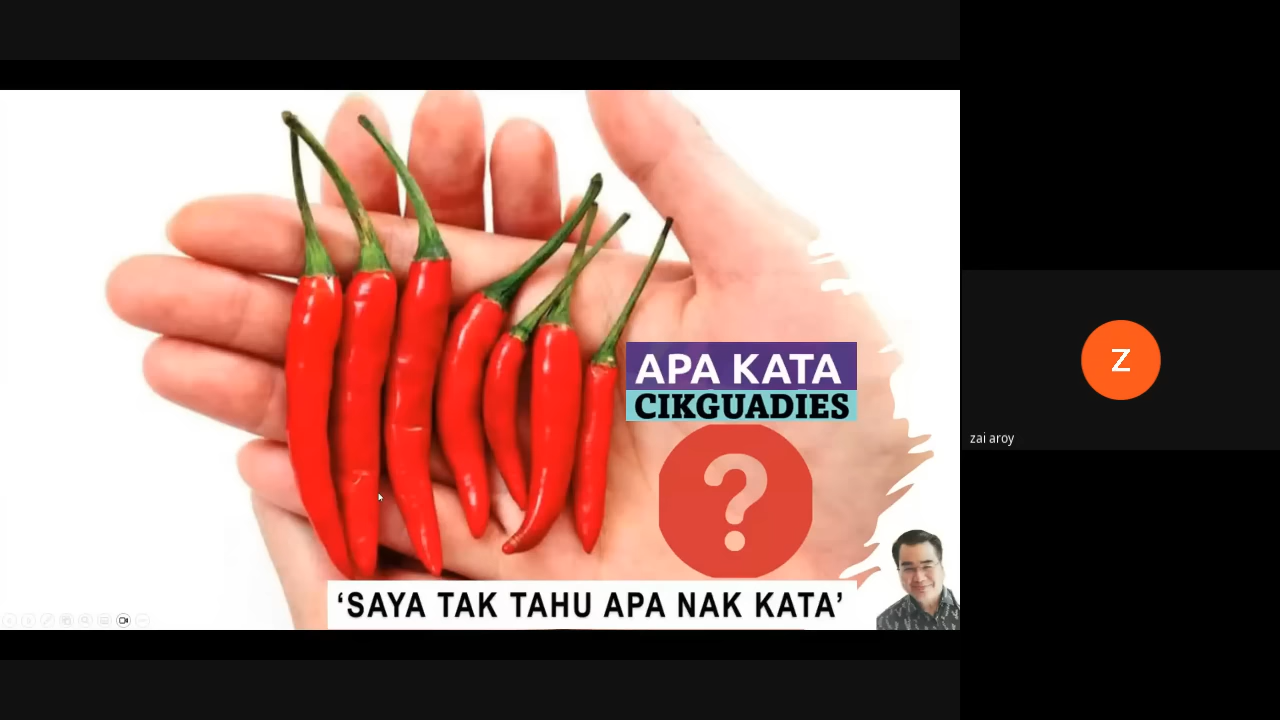 APA KATA
CIKGUADIES
?
‘SAYA TAK TAHU APA NAK KATA’
Z
zai aroy